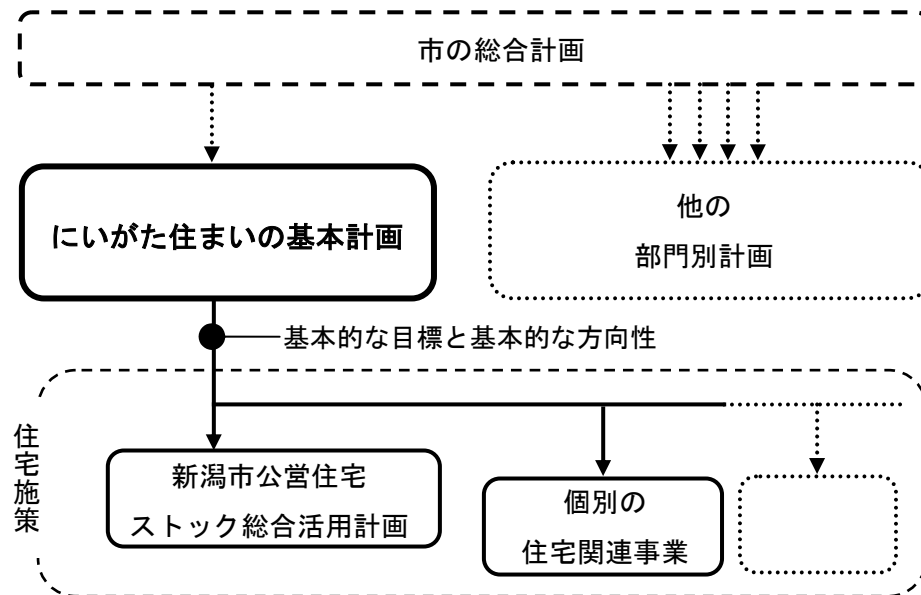 市の総合計画
にいがた住まいの基本計画
他の
部門別計画
基本的な目標と基本的な方向性
住宅施策
新潟市公営住宅
ストック総合活用計画
個別の
住宅関連事業